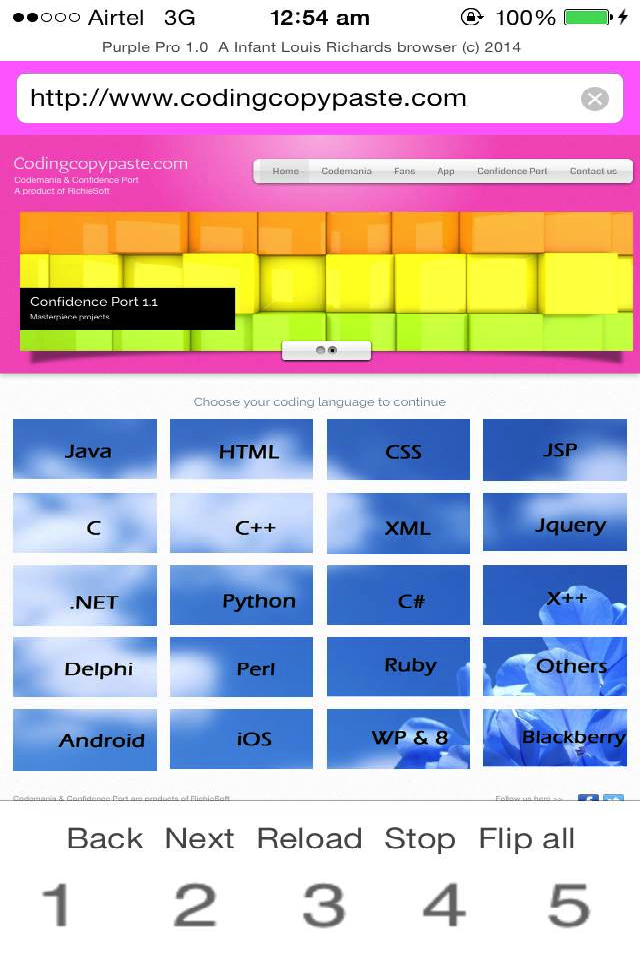 Airtel 3G 12:54 am 100%
Purple Pro 1.0 A Infant Louis Richards browser (c) 2014
http://www.codingcopypaste.com
Codingcopypaste.com
Codemania & Confidence Port
A product of RichieSoft
Home Codemania Fans App Confidence Port Contact us
Confidence Port 1.1
Masterpiece projects
Choose your coding language to continue
Java HTML CSS JSP
C C++ XML Jquery
.NET Python C# X++
Delphi Perl Ruby Others
Android iOS WP & 8 Blackberry
Codemania & Confidence Port are products of RichieSoft
Follow us here >>
Back Next Reload Stop Flip all
1 2 3 4 5